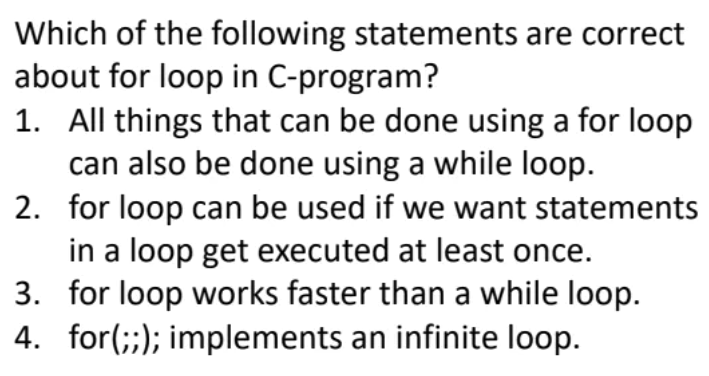 Which of the following statements are correct
about for loop in C-program?
1. All things that can be done using a for loop
can also be done using a while loop.
2. for loop can be used if we want statements
in a loop get executed at least once.
3. for loop works faster than a while loop.
4. for(;;); implements an infinite loop.